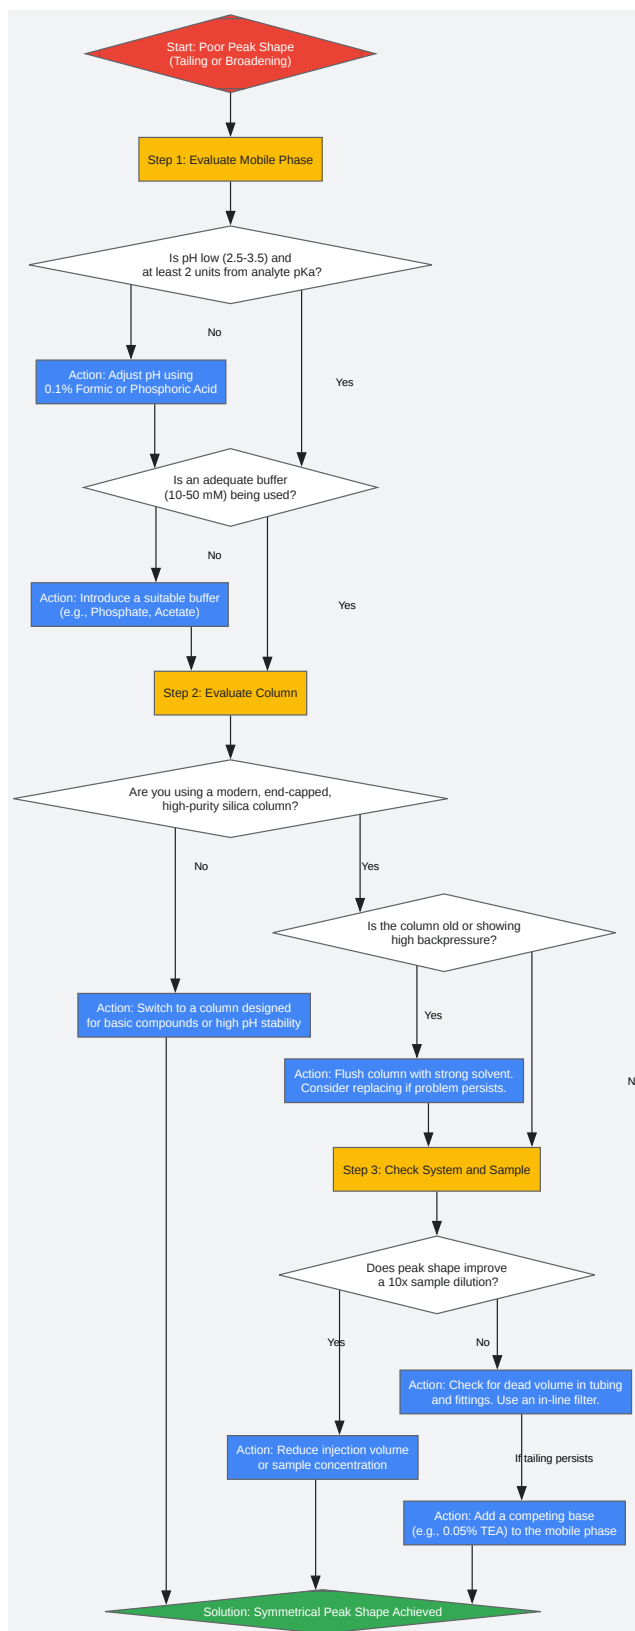 Start: Poor Peak Shape
(Tailing or Broadening)
Step 1: Evaluate Mobile Phase
Is pH low (2.5-3.5) and
at least 2 units from analyte pKa?
No
Yes
Action: Adjust pH using
0.1% Formic or Phosphoric Acid
Is an adequate buffer
(10-50 mM) being used?
No
Yes
Action: Introduce a suitable buffer
(e.g., Phosphate, Acetate)
Step 2: Evaluate Column
Are you using a modern, end-capped,
high-purity silica column?
No
Yes
Is the column old or showing
high backpressure?
Action: Switch to a column designed
for basic compounds or high pH stability
Yes
Action: Flush column with strong solvent.
Consider replacing if problem persists.
N
Step 3: Check System and Sample
Does peak shape improve
a 10x sample dilution?
Yes
No
Action: Check for dead volume in tubing
and fittings. Use an in-line filter.
Action: Reduce injection volume
or sample concentration
If tailing persists
Action: Add a competing base
(e.g., 0.05% TEA) to the mobile phase
Solution: Symmetrical Peak Shape Achieved